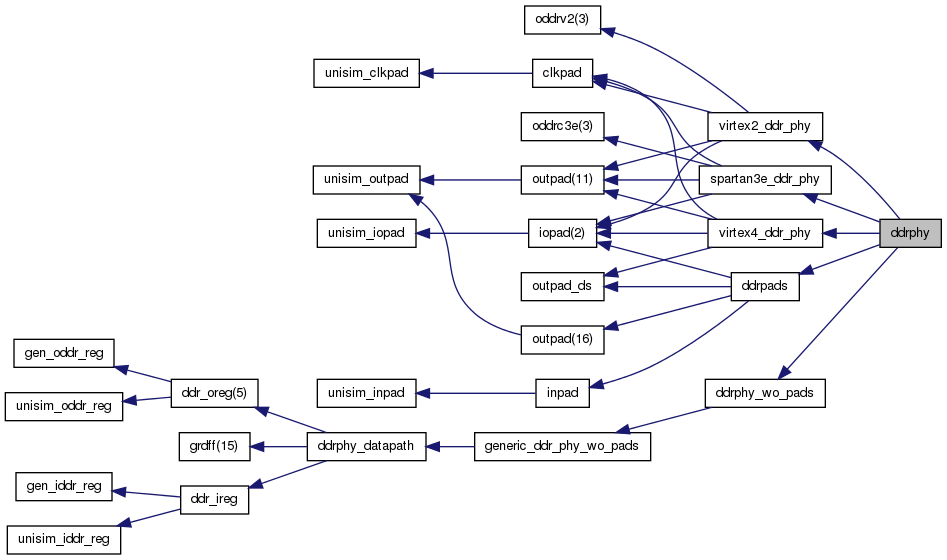 oddrv2(3)
unisim_clkpad
clkpad
oddrc3e(3)
virtex2_ddr_phy
unisim_outpad
outpad(11)
spartan3e_ddr_phy
unisim_iopad
iopad(2)
virtex4_ddr_phy
ddrphy
outpad_ds
ddrpads
outpad(16)
gen_oddr_reg
ddr_oreg(5)
unisim_inpad
inpad
ddrphy_wo_pads
unisim_oddr_reg
grdff(15)
ddrphy_datapath
generic_ddr_phy_wo_pads
gen_iddr_reg
ddr_ireg
unisim_iddr_reg